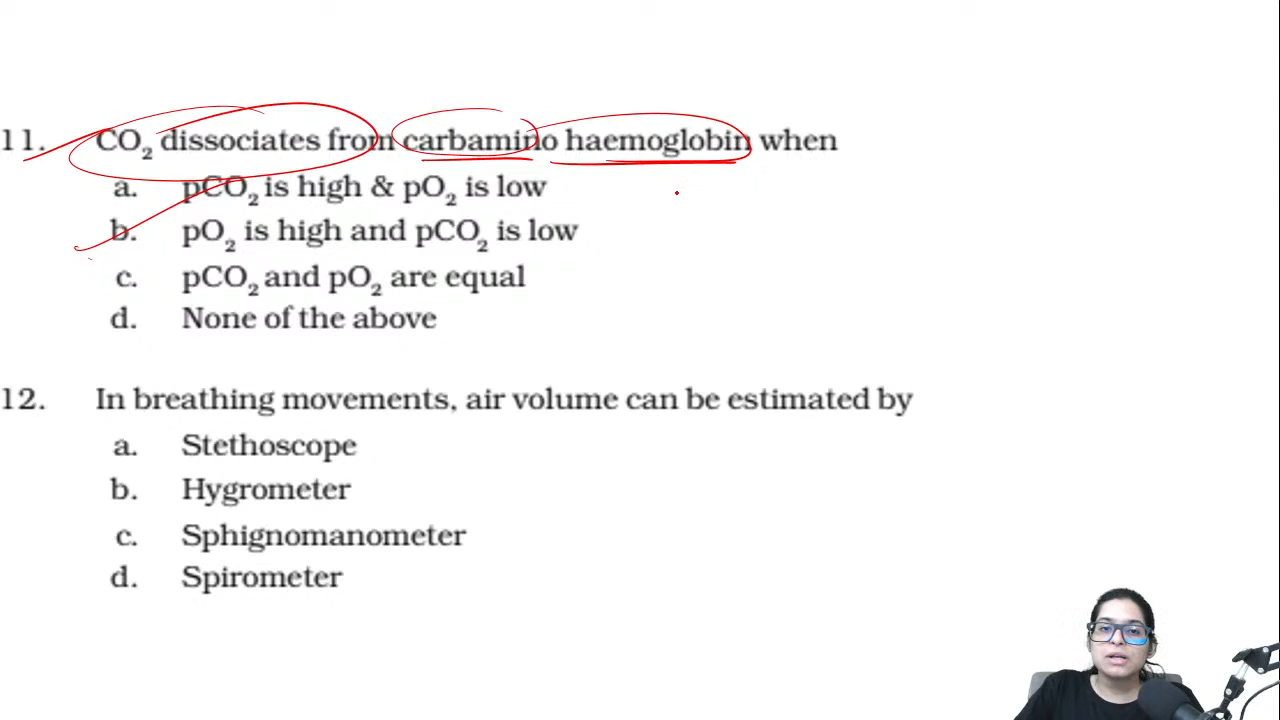 11. CO₂ dissociates from carbamino haemoglobin when
a. pCO₂ is high & pO₂ is low
b. pO₂ is high and pCO₂ is low
c. pCO₂ and pO₂ are equal
d. None of the above
12. In breathing movements, air volume can be estimated by
a. Stethoscope
b. Hygrometer
c. Sphignomanometer
d. Spirometer